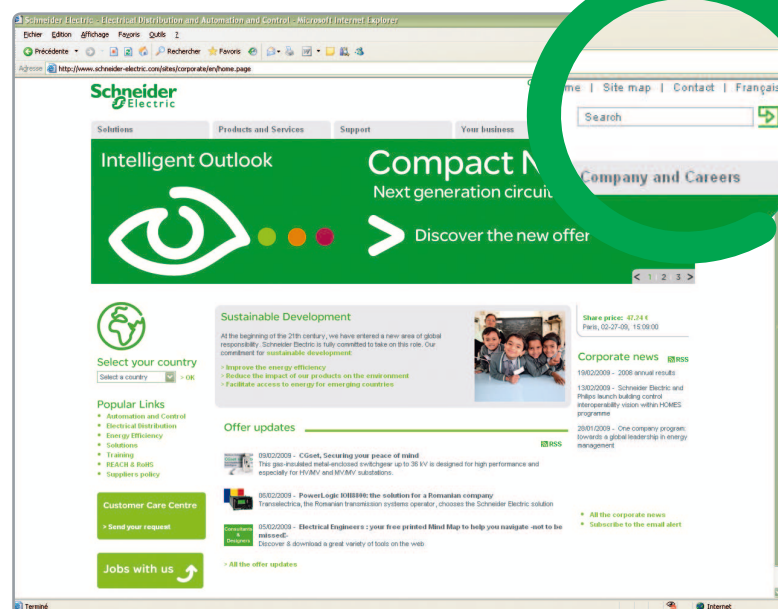 Schneider Electric - Electrical Distribution and Automation and Control - Microsoft Internet Explorer
Fichier Edition Affichage Favoris Outils ?
Précédente Rechercher Favoris
Adresse http://www.schneider-electric.com/sites/corporate/en/home.page
me | Site map | Contact | Français
Search
Schneider
Electric
Solutions Products and Services Support Your business
Company and Careers
Intelligent Outlook
Compact N
Next generation circui
Discover the new offer
< 1 2 3 >
Select your country
Select a country > OK
Popular Links
Automation and Control
Electrical Distribution
Energy Efficiency
Solutions
Training
REACH & RoHS
Suppliers policy
Customer Care Centre
> Send your request
Jobs with us
Sustainable Development
At the beginning of the 21th century, we have entered a new area of global
responsibility. Schneider Electric is fully committed to take on this role. Our
commitment for sustainable development:
> Improve the energy efficiency
> Reduce the impact of our products on the environment
> Facilitate access to energy for emerging countries
Offer updates
RSS
09/02/2009 - CGset, Securing your peace of mind
This gas-insulated metal-enclosed switchgear up to 36 kV is designed for high performance and
especially for HV/MV and MV/MV substations.
06/02/2009 - PowerLogic ION8800: the solution for a Romanian company
Transelectrica, the Romanian transmission systems operator, chooses the Schneider Electric solution
Consultants
&
Designers
05/02/2009 - Electrical Engineers : your free printed Mind Map to help you navigate -not to be
Discover & download a great variety of tools on the web
> All the offer updates
Share price: 47.24 €
Paris, 02-27-09, 15:09:00
Corporate news RSS
19/02/2009 - 2008 annual results
13/02/2009 - Schneider Electric and
Philips launch building control
interoperability vision within HOMES
programme
28/01/2009 - One company program:
towards a global leadership in energy
management
All the corporate news
Subscribe to the email alert
Terminé Internet